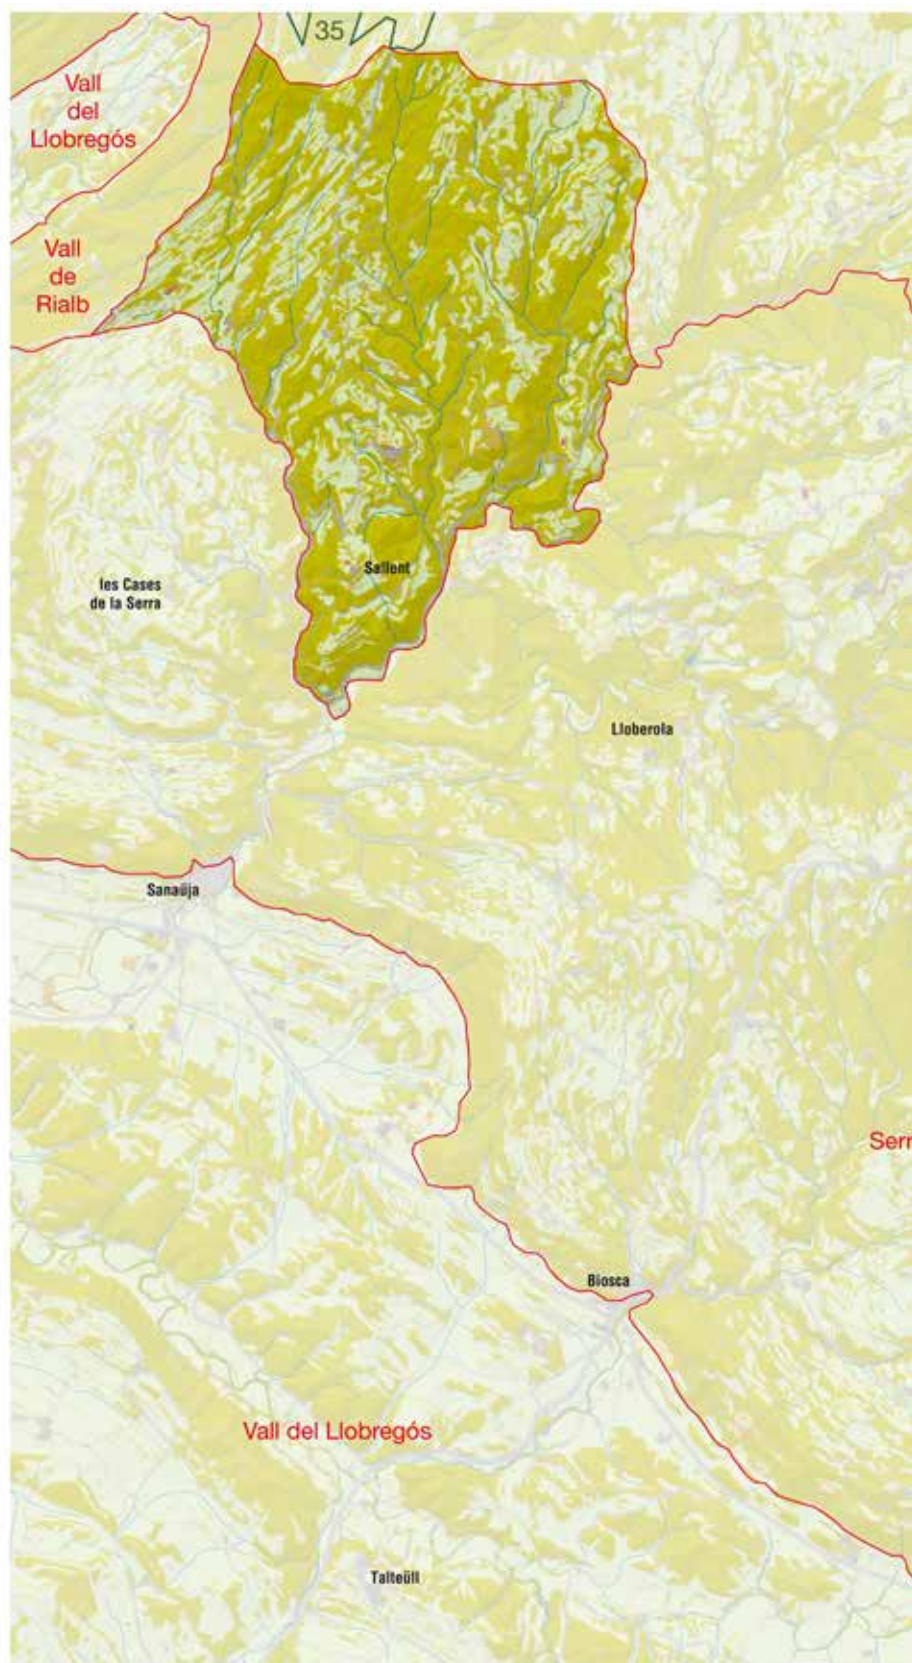 35
Vall
del
Llobregós
Vall
de
Rialb
Sallent
les Cases
de la Serra
Lloberola
Sanaüja
Serr
Biosca
Vall del Llobregós
Talteüll